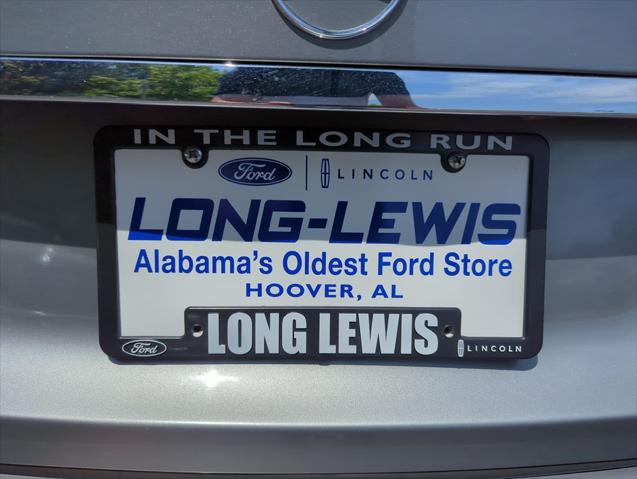 IN THE LONG RUN
Ford LINCOLN
LONG-LEWIS
Alabama's Oldest Ford Store
HOOVER, AL
LONG LEWIS
Ford LINCOLN